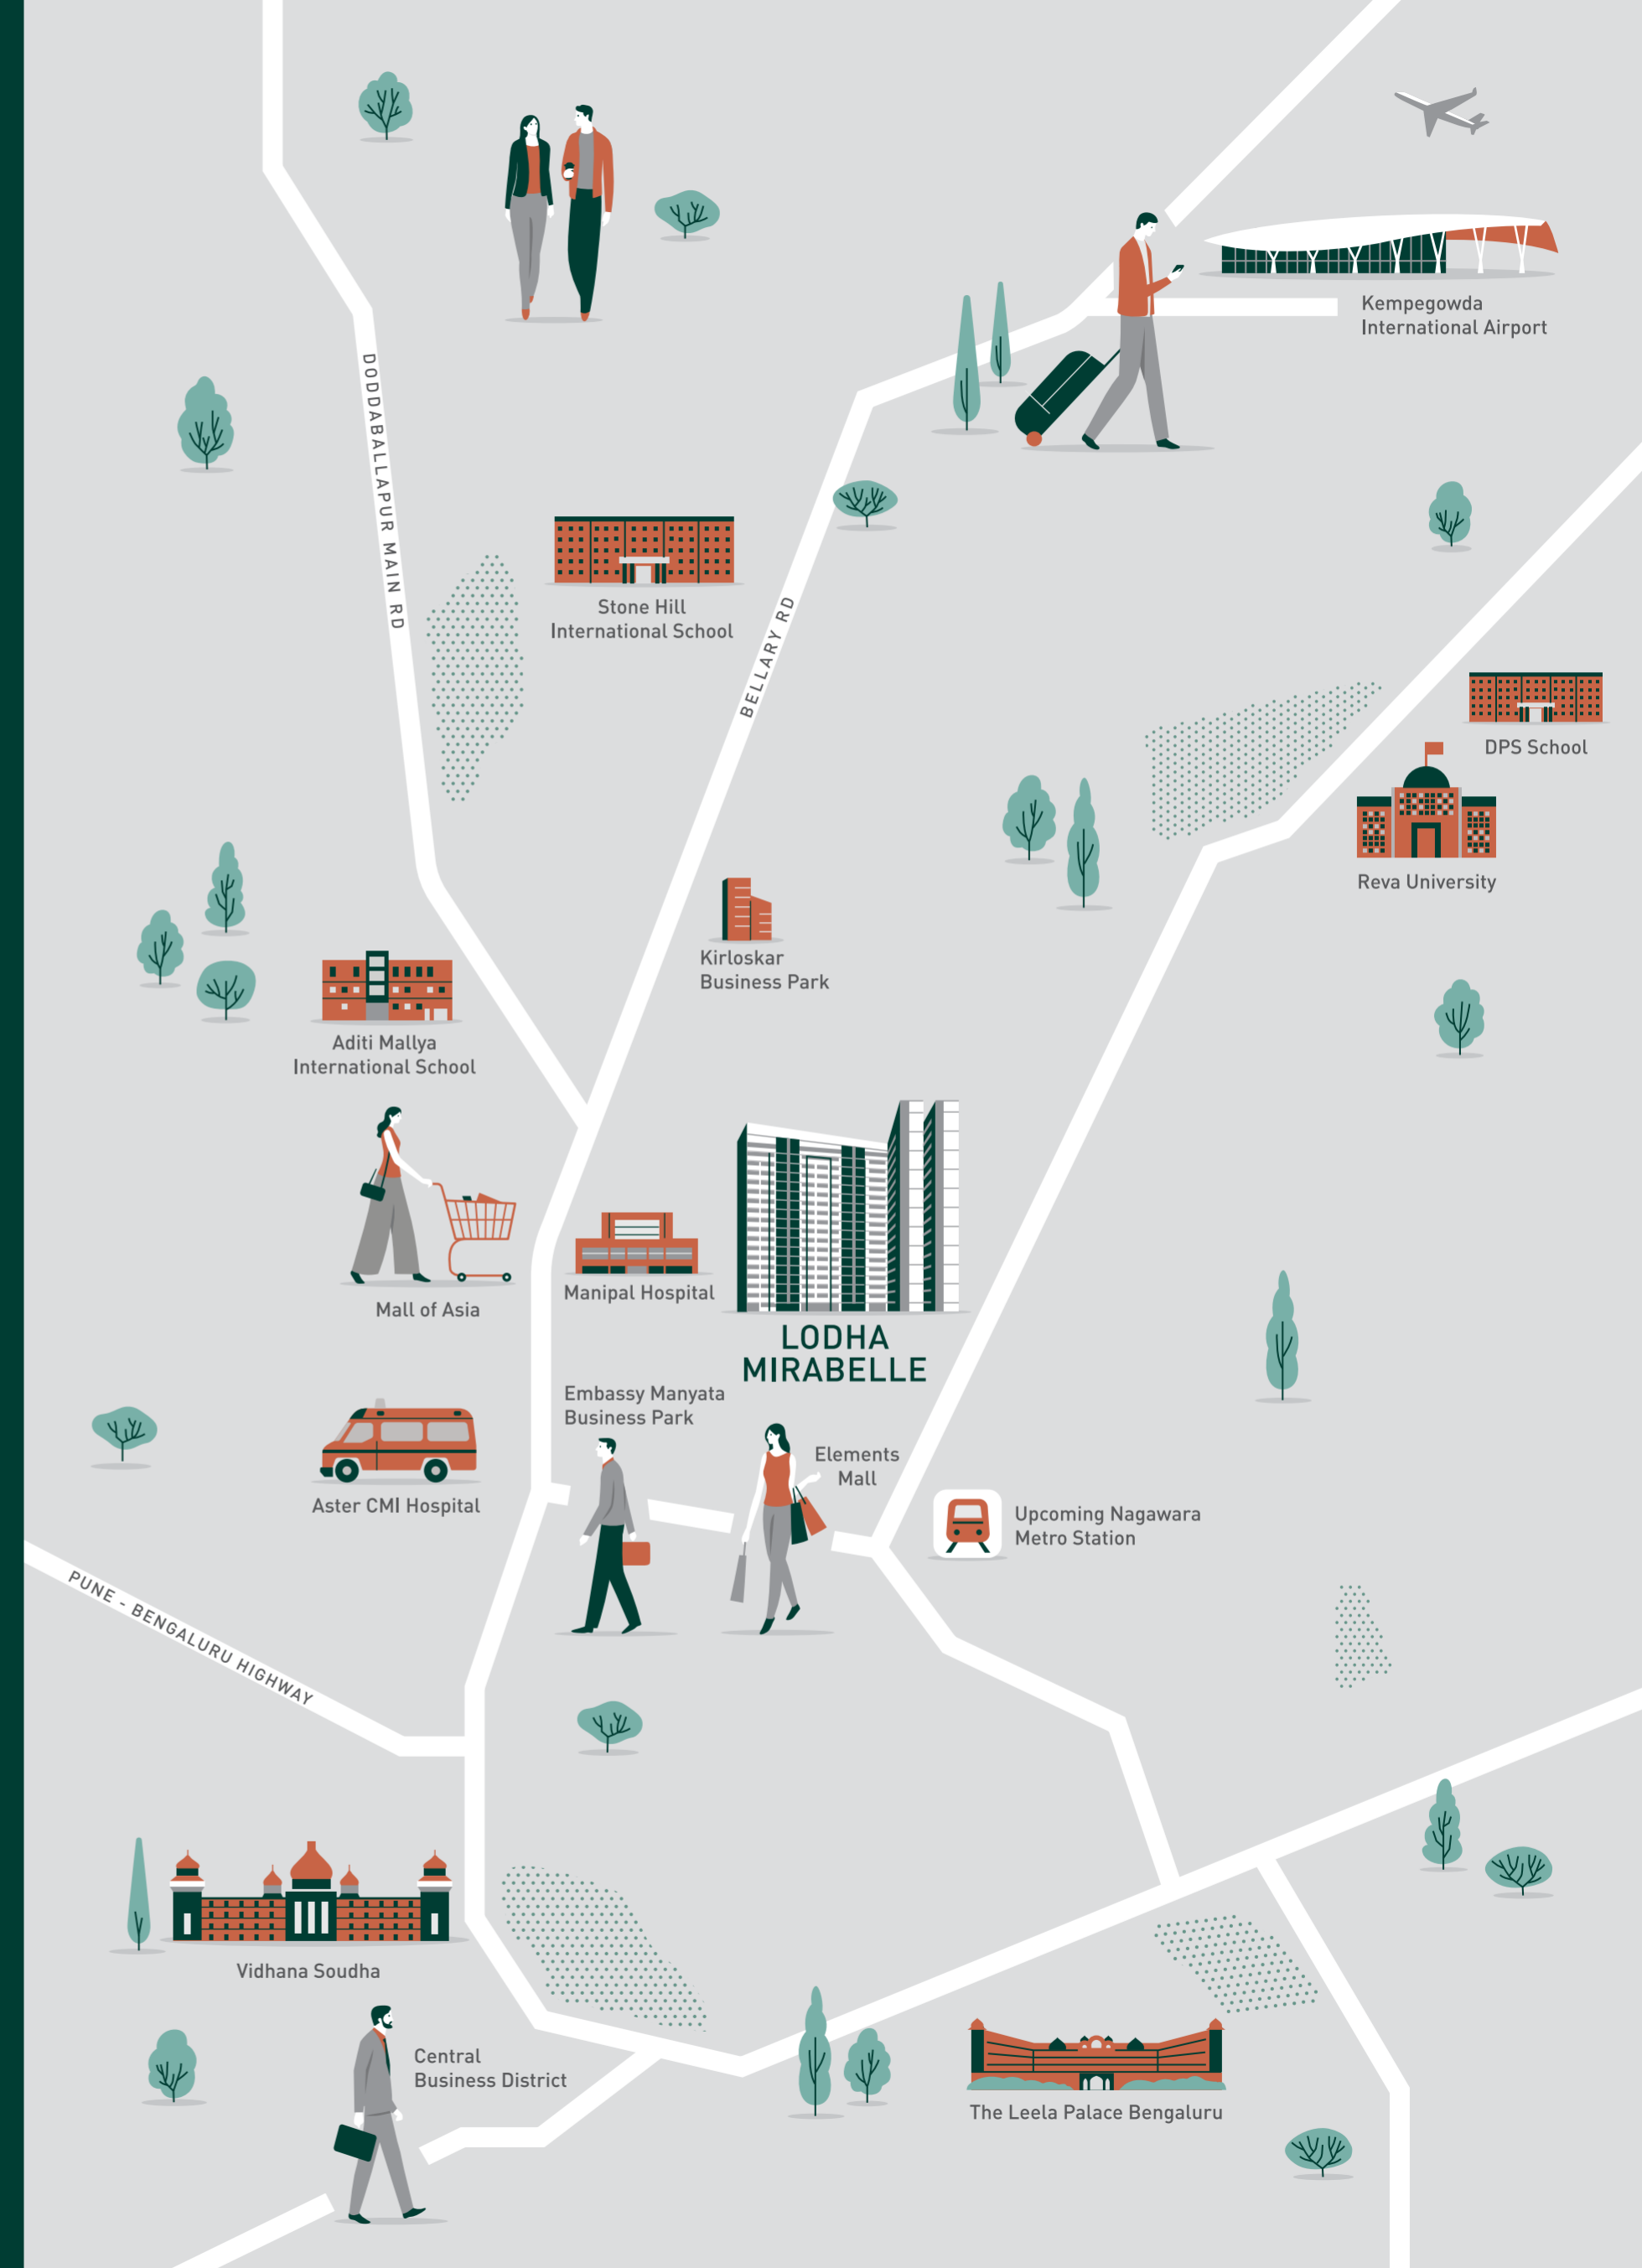 Kempegowda
International Airport
DODDABALLAPUR MAIN RD
Stone Hill
International School
BELLARY RD
DPS School
Reva University
Kirloskar
Business Park
Aditi Mallya
International School
Manipal Hospital
Mall of Asia
LODHA
MIRABELLE
Embassy Manyata
Business Park
Elements
Mall
Aster CMI Hospital
Upcoming Nagawara
Metro Station
PUNE - BENGALURU HIGHWAY
Vidhana Soudha
Central
Business District
The Leela Palace Bengaluru